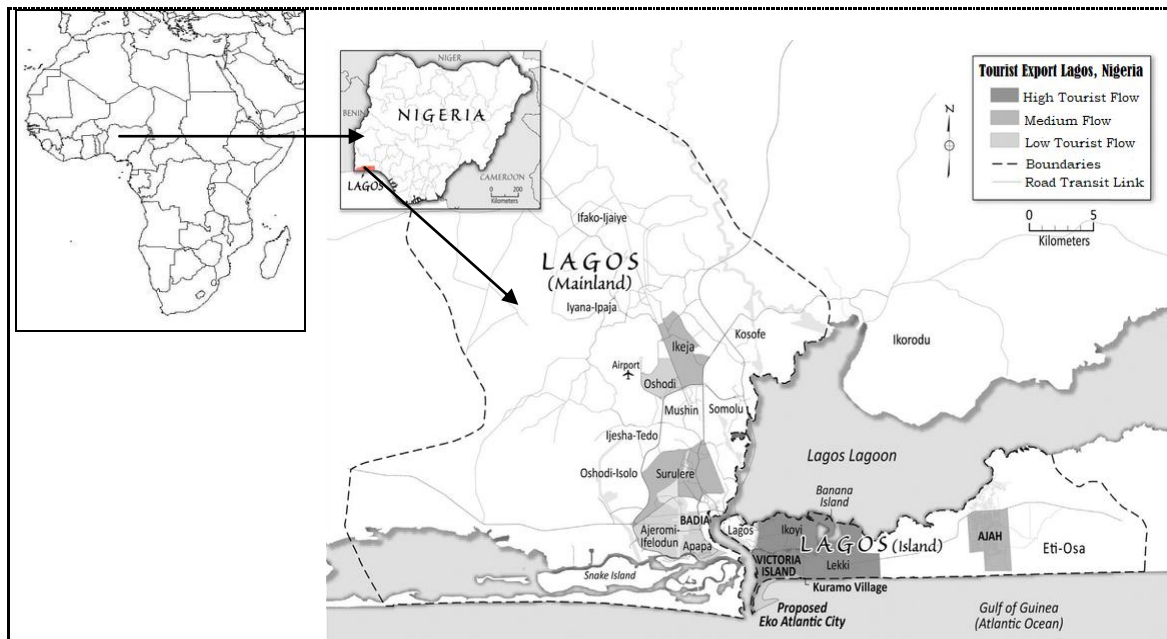 NIGER
BENIN
NIGERIA
CAMEROON
LAGOS
0 200
Kilometers
Tourist Export Lagos, Nigeria
High Tourist Flow
Medium Flow
Low Tourist Flow
Boundaries
Road Transit Link
N
0 5
Kilometers
Ifako-Ijaiye
LAGOS
(Mainland)
Iyana-Ipaja
Kosofe
Ikorodu
Ikeja
Airport
Oshodi
Mushin
Somolu
Ijesha-Tedo
Oshodi-Isolo
Surulere
Lagos Lagoon
Banana
Island
BADIA
Lagos
Ikoyi
Ajeromi-
Ifelodun
Apapa
LAGOS (Island)
AJAH
Eti-Osa
VICTORIA
ISLAND
Lekki
Snake Island
Kuramo Village
Proposed
Eko Atlantic City
Gulf of Guinea
(Atlantic Ocean)